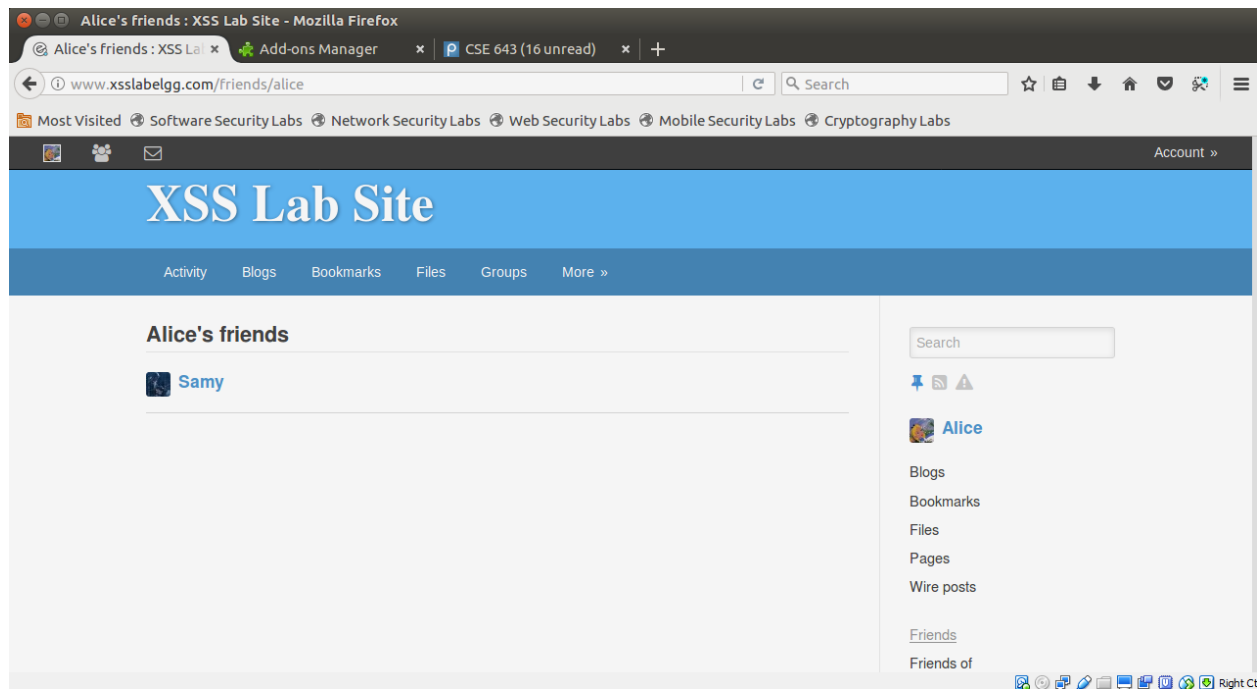 Alice's friends : XSS Lab Site - Mozilla Firefox
Alice's friends : XSS La Add-ons Manager CSE 643 (16 unread)
www.xsslabelgg.com/friends/alice Search
Most Visited Software Security Labs Network Security Labs Web Security Labs Mobile Security Labs Cryptography Labs
Account »
XSS Lab Site
Activity Blogs Bookmarks Files Groups More »
Alice's friends
Samy
Search
Alice
Blogs
Bookmarks
Files
Pages
Wire posts
Friends
Friends of
Right Ct